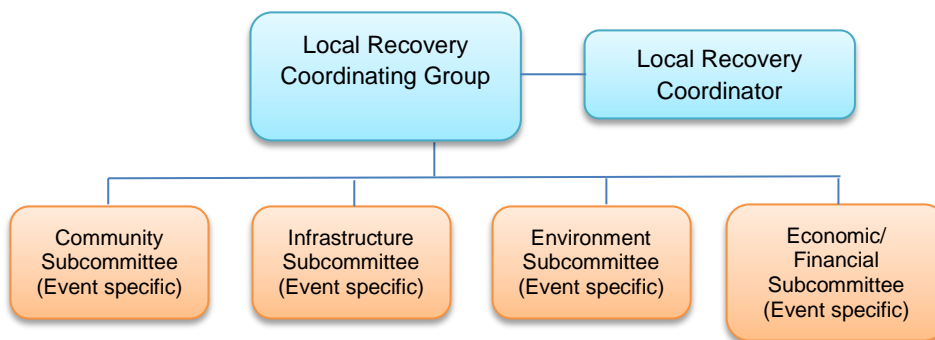 Local Recovery
Coordinating Group
Local Recovery
Coordinator
Community
Subcommittee
(Event specific)
Infrastructure
Subcommittee
(Event specific)
Environment
Subcommittee
(Event specific)
Economic/
Financial
Subcommittee
(Event specific)